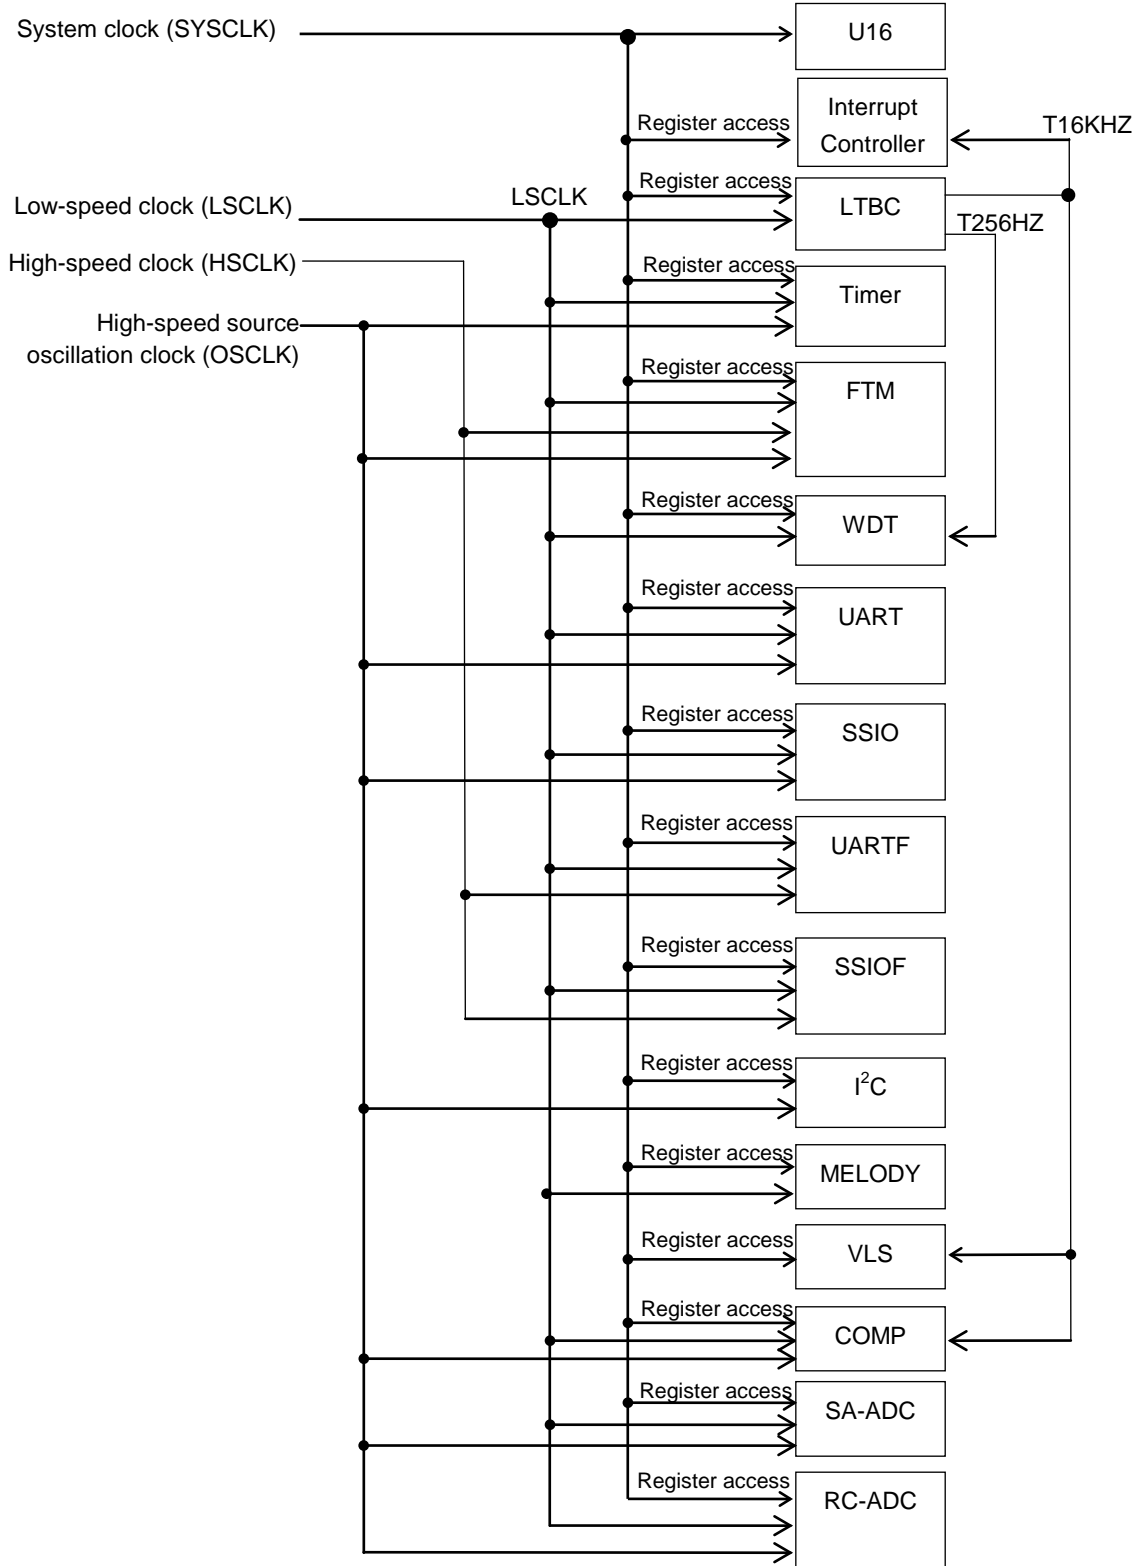 System clock (SYSCLK)
U16
Interrupt
Controller
Register access
T16KHZ
Register access
LSCLK
Low-speed clock (LSCLK)
LTBC
T256HZ
High-speed clock (HSCLK)
Register access
Timer
High-speed source
oscillation clock (OSCLK)
Register access
FTM
Register access
WDT
Register access
UART
Register access
SSIO
Register access
UARTF
Register access
SSIOF
Register access
I²C
Register access
MELODY
Register access
VLS
Register access
COMP
Register access
SA-ADC
Register access
RC-ADC